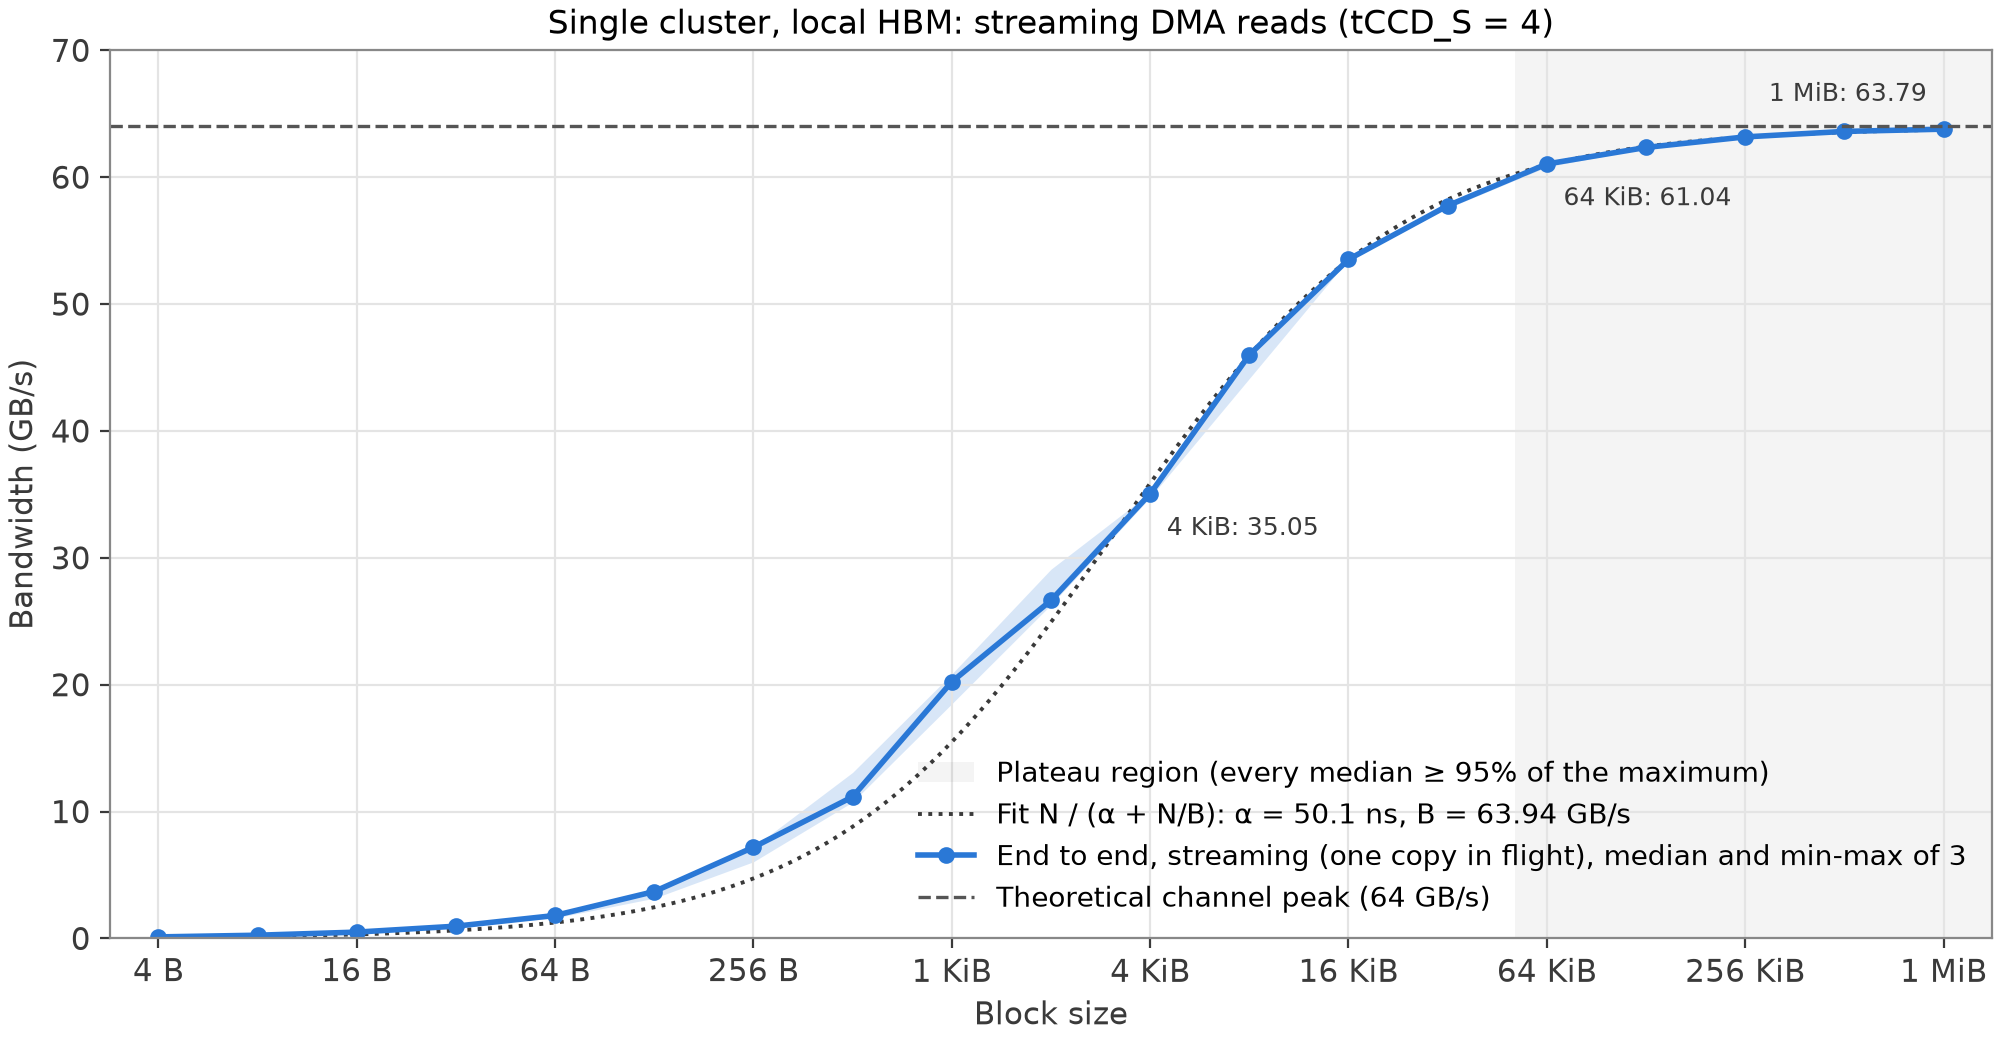 Single cluster, local HBM: streaming DMA reads (tCCD_S = 4)
70
60
50
40
30
20
10
0
Bandwidth (GB/s)
1 MiB: 63.79
64 KiB: 61.04
4 KiB: 35.05
Plateau region (every median ≥ 95% of the maximum)
Fit N / (α + N/B): α = 50.1 ns, B = 63.94 GB/s
End to end, streaming (one copy in flight), median and min-max of 3
Theoretical channel peak (64 GB/s)
4 B
16 B
64 B
256 B
1 KiB
4 KiB
16 KiB
64 KiB
256 KiB
1 MiB
Block size